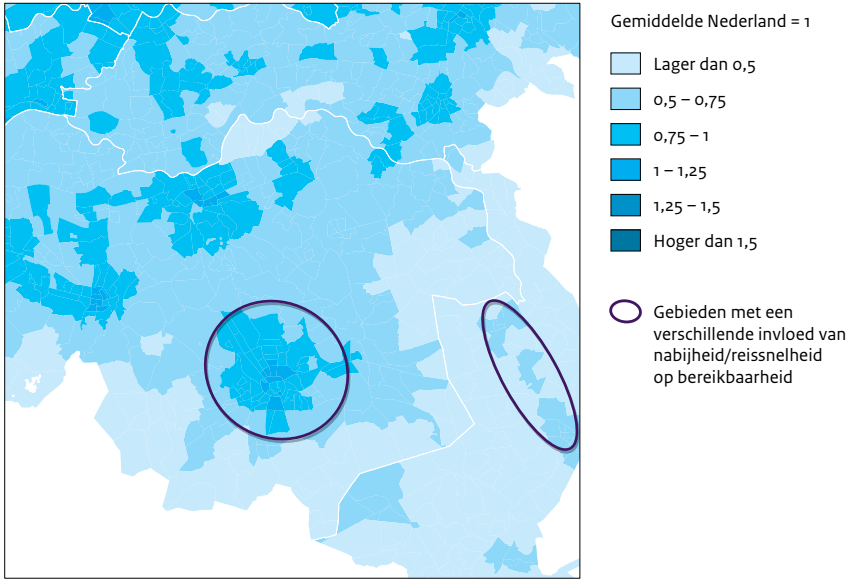 Gemiddelde Nederland = 1
Lager dan 0,5
0,5 – 0,75
0,75 – 1
1 – 1,25
1,25 – 1,5
Hoger dan 1,5
Gebieden met een
verschillende invloed van
nabijheid/reissnelheid
op bereikbaarheid